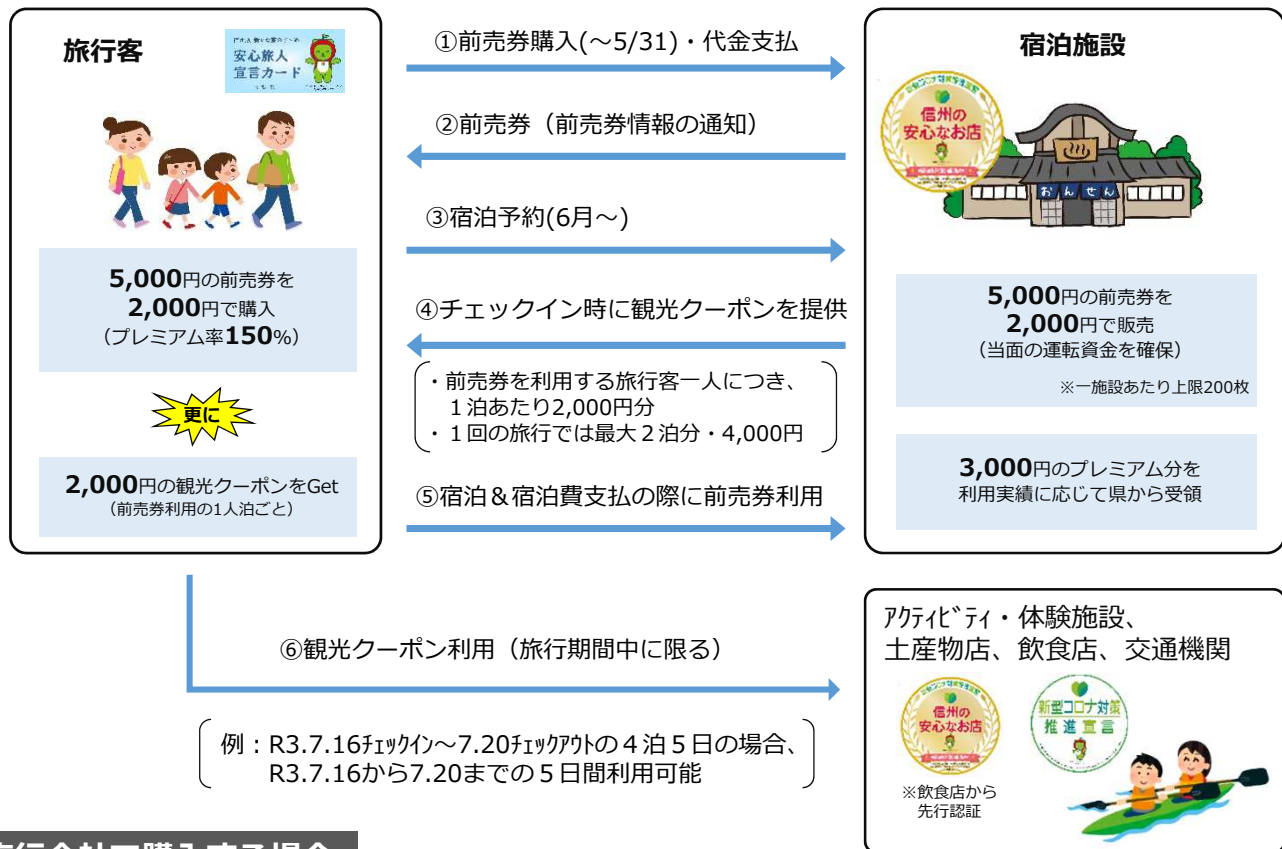 旅行客
安心旅人
宣言カード
5,000円の前売券を
2,000円で購入
（プレミアム率150%）
更に
2,000円の観光クーポンをGet
（前売券利用の1人泊ごと）
①前売券購入(～5/31)・代金支払
②前売券（前売券情報の通知）
③宿泊予約(6月～)
④チェックイン時に観光クーポンを提供
・前売券を利用する旅行客一人につき、
１泊あたり2,000円分
・１回の旅行では最大２泊分・4,000円
⑤宿泊＆宿泊費支払の際に前売券利用
宿泊施設
信州の
安心なお店
おんせん
5,000円の前売券を
2,000円で販売
（当面の運転資金を確保）
※一施設あたり上限200枚
3,000円のプレミアム分を
利用実績に応じて県から受領
⑥観光クーポン利用（旅行期間中に限る）
例：R3.7.16ﾁｪｯｸｲﾝ～7.20ﾁｪｯｸｱｳﾄの４泊５日の場合、
R3.7.16から7.20までの５日間利用可能
ｱｸﾃｨﾋﾞﾃｨ・体験施設、
土産物店、飲食店、交通機関
信州の
安心なお店
新型コロナ対策
推進宣言
※飲食店から
先行認証